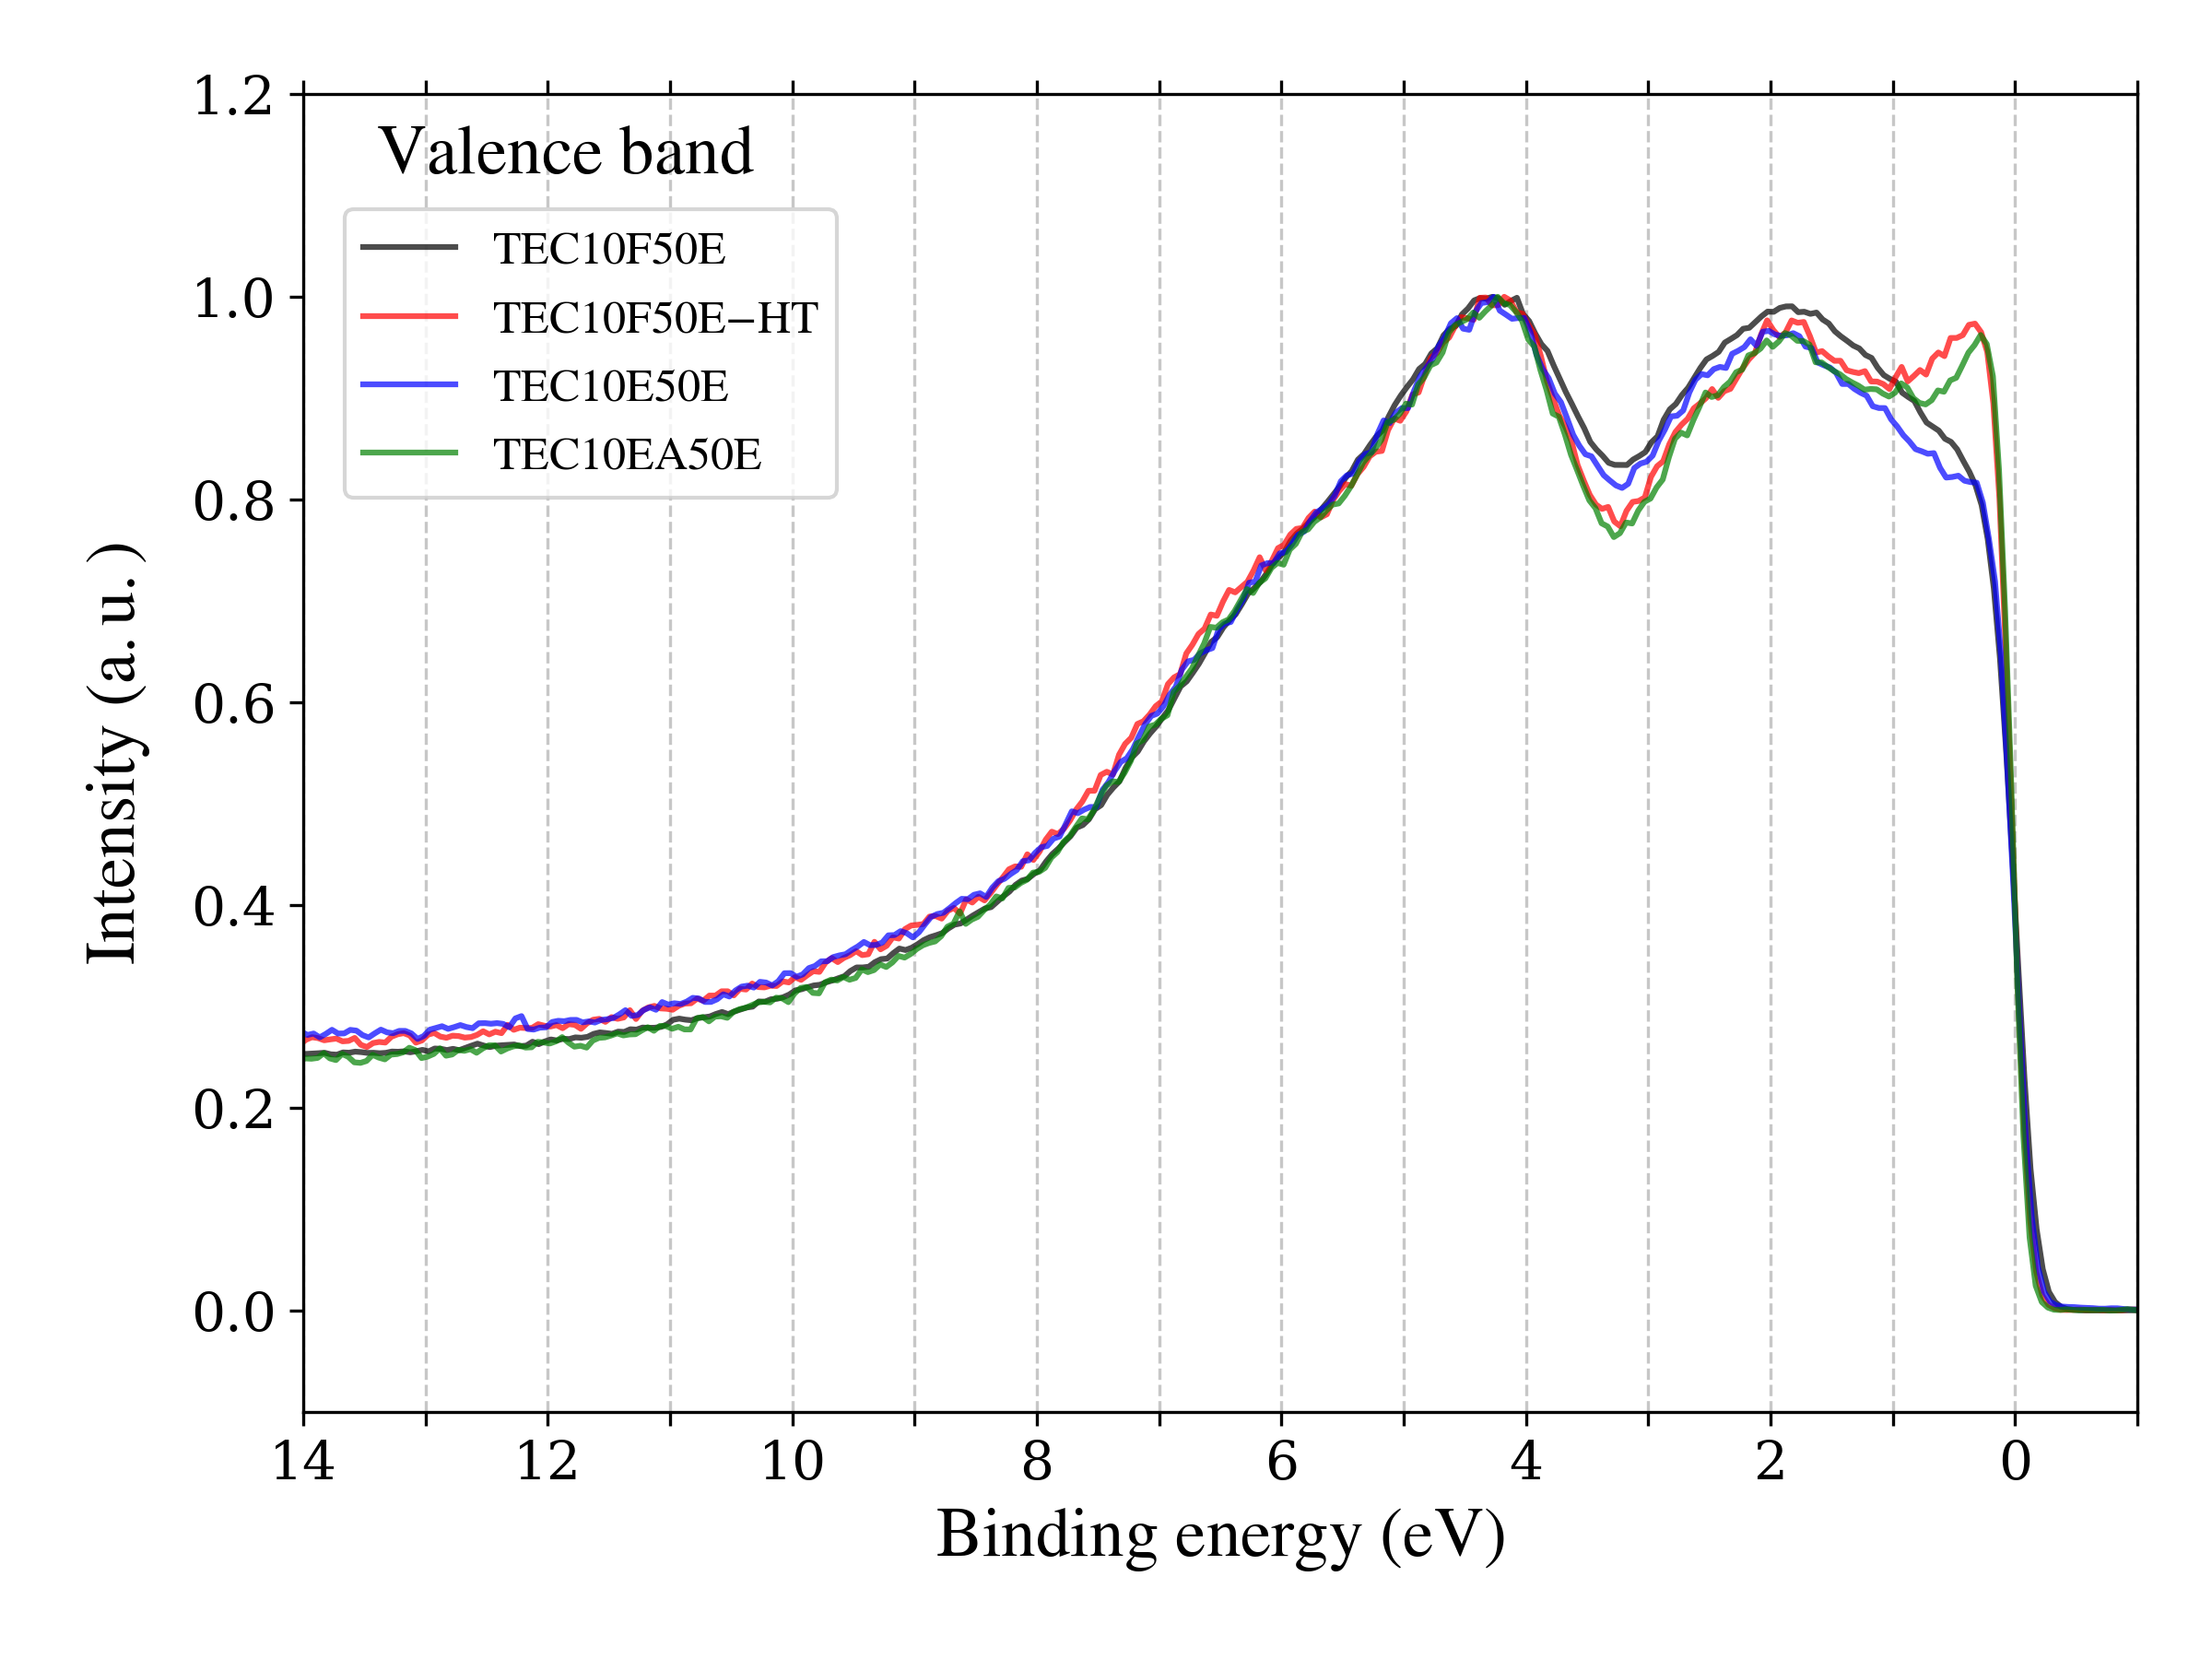 Valence band
TEC10F50E
TEC10F50E−HT
TEC10E50E
TEC10EA50E
1.2
1.0
0.8
0.6
0.4
0.2
0.0
Intensity (a. u. )
14 12 10 8 6 4 2 0
Binding energy (eV)